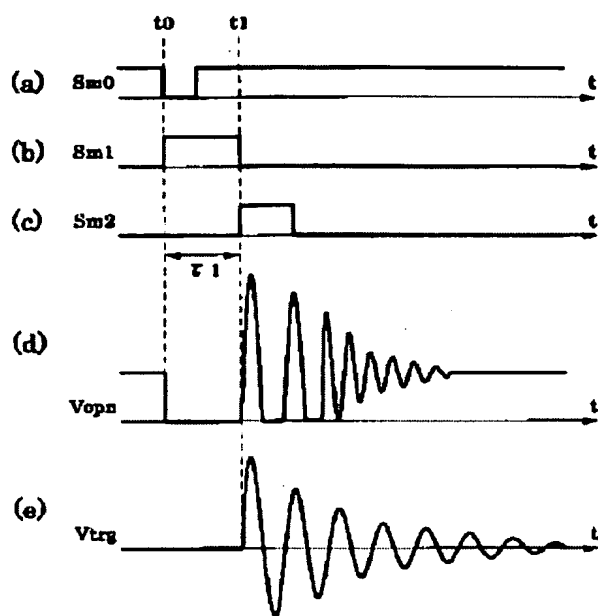 t0 t1
(a) Sm0 t
(b) Sm1 t
(c) Sm2 t
τ 1
(d)
Vopn t
(e)
Vtrg t